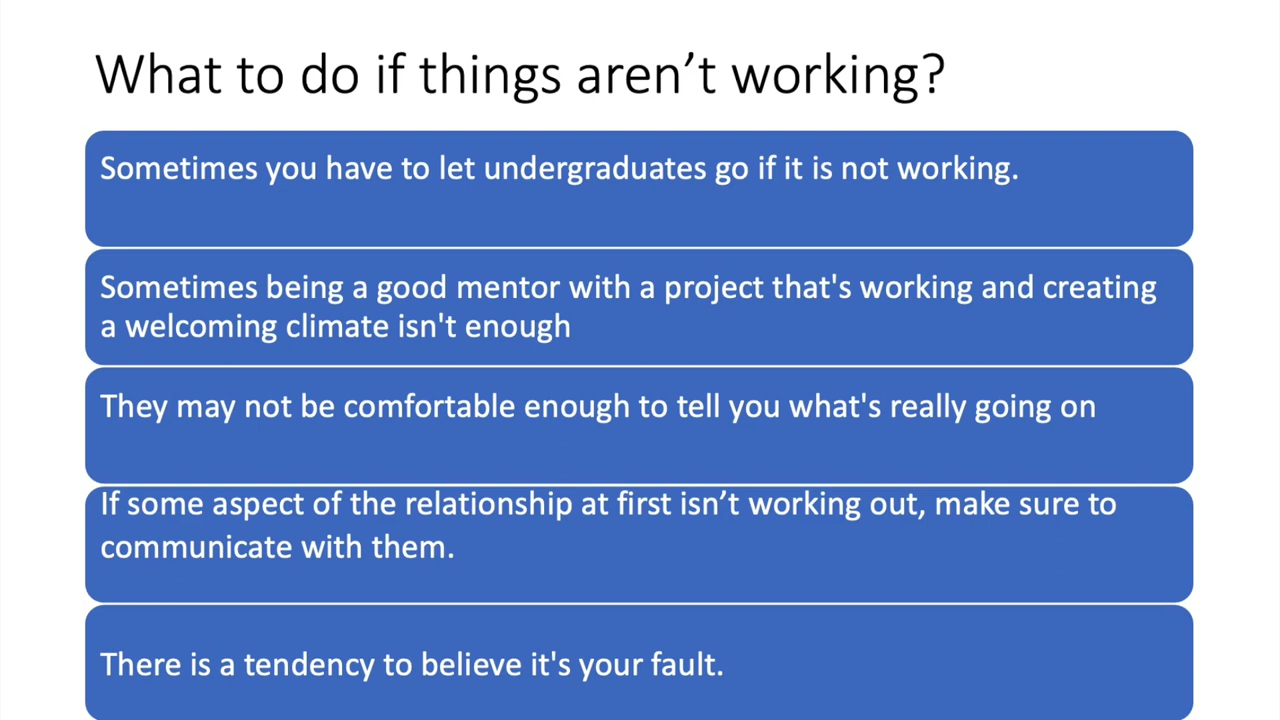 What to do if things aren’t working?
Sometimes you have to let undergraduates go if it is not working.
Sometimes being a good mentor with a project that's working and creating
a welcoming climate isn't enough
They may not be comfortable enough to tell you what's really going on
If some aspect of the relationship at first isn’t working out, make sure to
communicate with them.
There is a tendency to believe it's your fault.